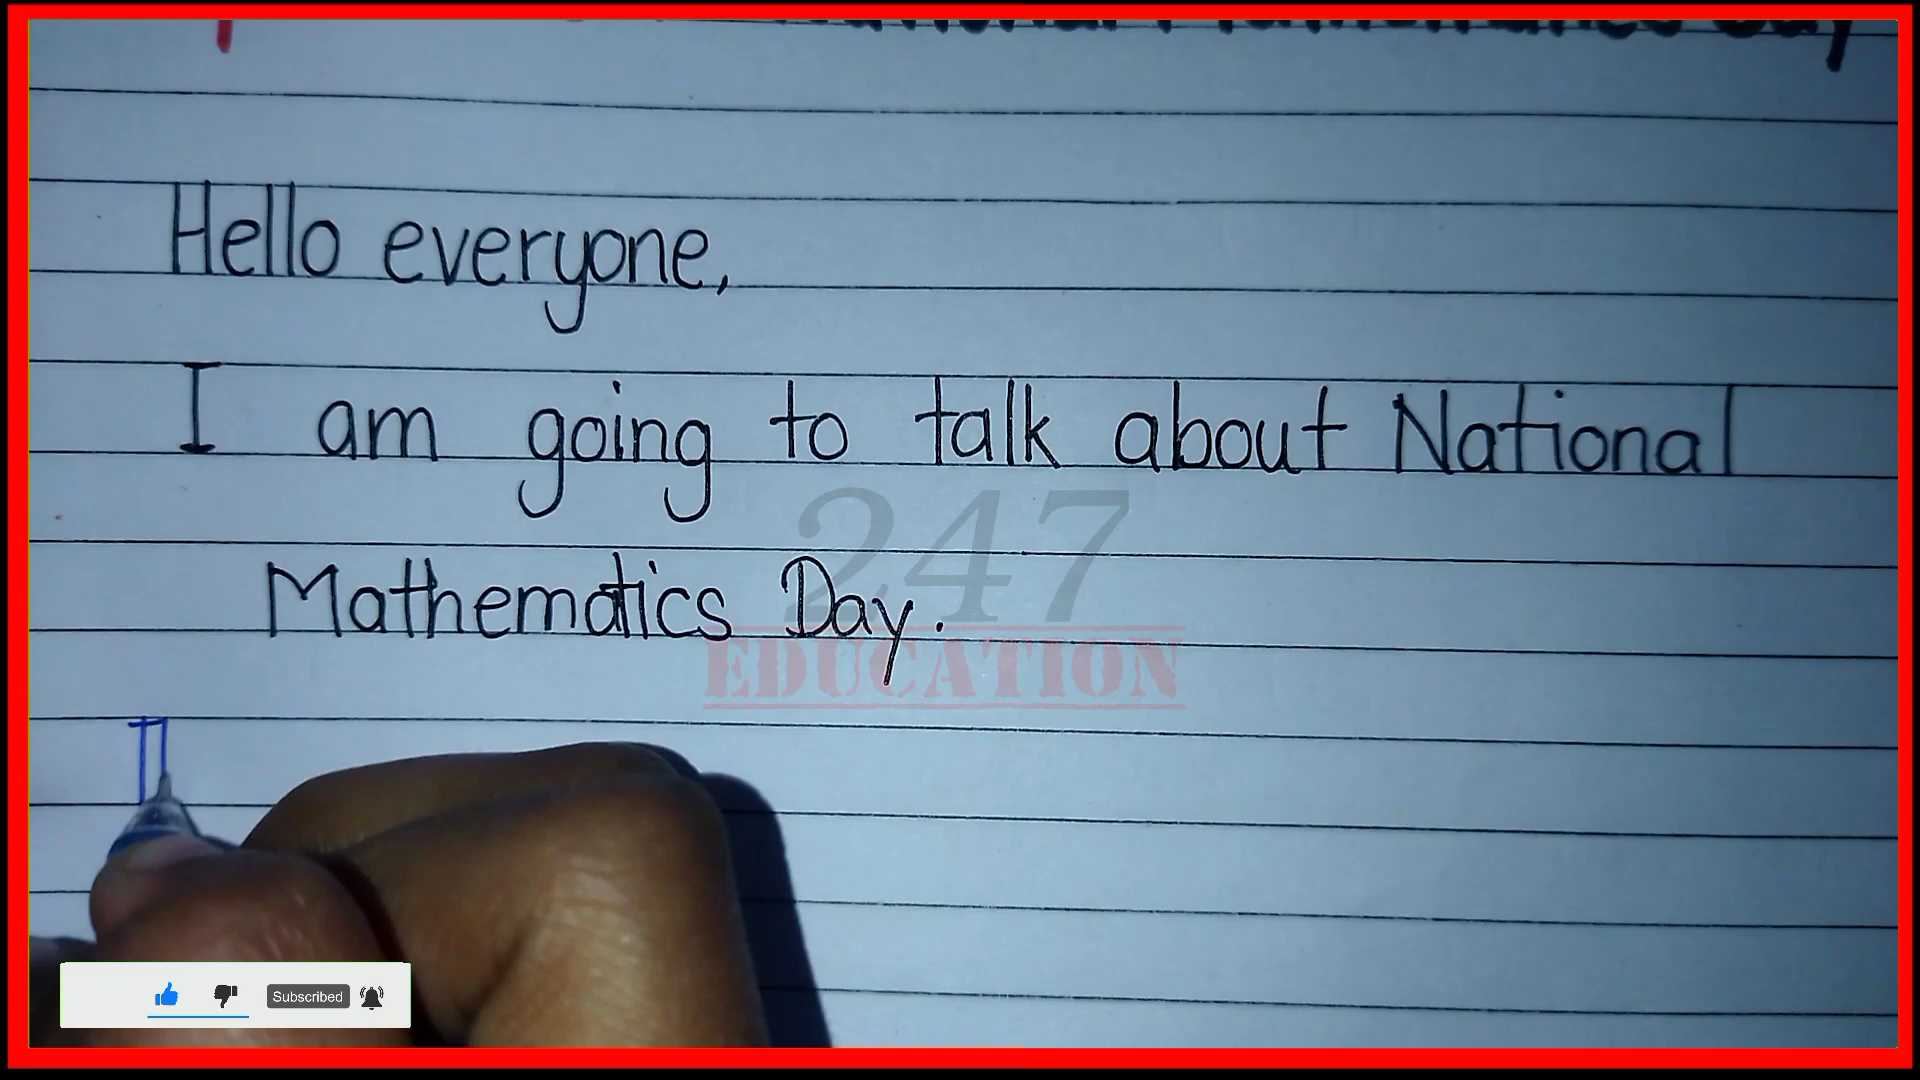 Hello everyone,
I am going to talk about National
Mathematics Day.
247
EDUCATION
Subscribed